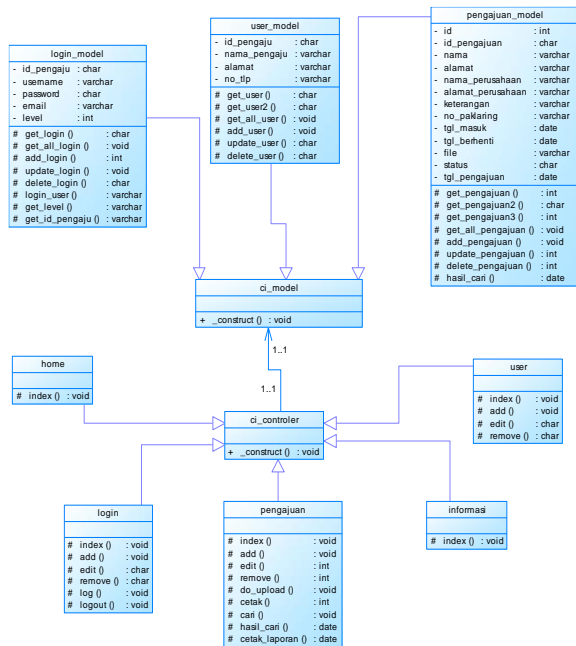 login_model
- id_pengaju : char
- username : varchar
- password : char
- email : varchar
- level : int
# get_login () : char
# get_all_login () : void
# add_login () : int
# update_login () : void
# delete_login () : char
# login_user () : varchar
# get_level () : varchar
# get_id_pengaju () : varchar
user_model
- id_pengaju : char
- nama_pengaju : varchar
- alamat : varchar
- no_tlp : varchar
# get_user () : char
# get_user2 () : char
# get_all_user () : void
# add_user () : void
# update_user () : char
# delete_user () : char
pengajuan_model
- id : int
- id_pengajuan : char
- nama : varchar
- alamat : varchar
- nama_perusahaan : varchar
- alamat_perusahaan : varchar
- keterangan : varchar
- no_paklaring : varchar
- tgl_masuk : date
- tgl_berhenti : date
- file : varchar
- status : char
- tgl_pengajuan : date
# get_pengajuan () : int
# get_pengajuan2 () : char
# get_pengajuan3 () : int
# get_all_pengajuan () : void
# add_pengajuan () : void
# update_pengajuan () : int
# delete_pengajuan () : int
# hasil_cari () : date
ci_model
+ _construct () : void
1..1
1..1
home
# index () : void
ci_controler
+ _construct () : void
user
# index () : void
# add () : void
# edit () : char
# remove () : char
login
# index () : void
# add () : void
# edit () : char
# remove () : char
# log () : void
# logout () : void
pengajuan
# index () : void
# add () : void
# edit () : int
# remove () : int
# do_upload () : void
# cetak () : int
# cari () : void
# hasil_cari () : date
# cetak_laporan () : date
informasi
# index () : void